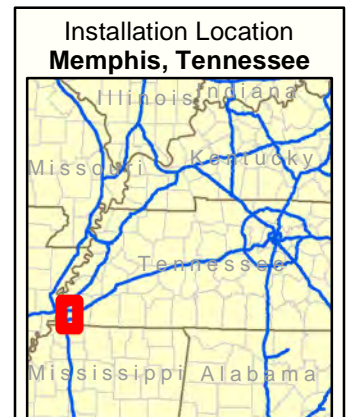 Installation Location
Memphis, Tennessee
Illinois
Indiana
Missouri
Kentucky
Tennessee
Mississippi
Alabama